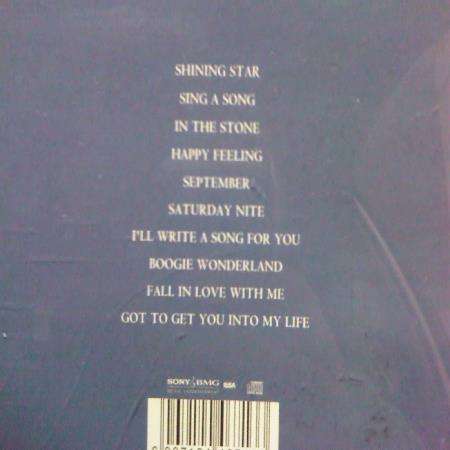 SHINING STAR
SING A SONG
IN THE STONE
HAPPY FEELING
SEPTEMBER
SATURDAY NITE
I'LL WRITE A SONG FOR YOU
BOOGIE WONDERLAND
FALL IN LOVE WITH ME
GOT TO GET YOU INTO MY LIFE
SONY BMG